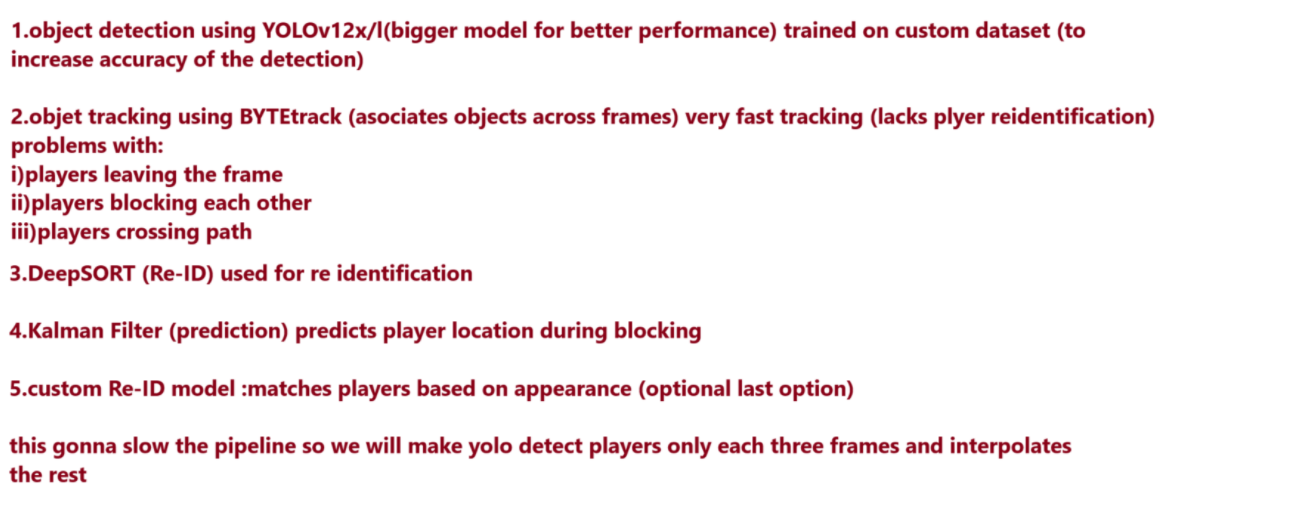 1.object detection using YOLOv12x/l(bigger model for better performance) trained on custom dataset (to
increase accuracy of the detection)
2.objet tracking using BYTEtrack (asociates objects across frames) very fast tracking (lacks plyer reidentification)
problems with:
i)players leaving the frame
ii)players blocking each other
iii)players crossing path
3.DeepSORT (Re-ID) used for re identification
4.Kalman Filter (prediction) predicts player location during blocking
5.custom Re-ID model :matches players based on appearance (optional last option)
this gonna slow the pipeline so we will make yolo detect players only each three frames and interpolates
the rest